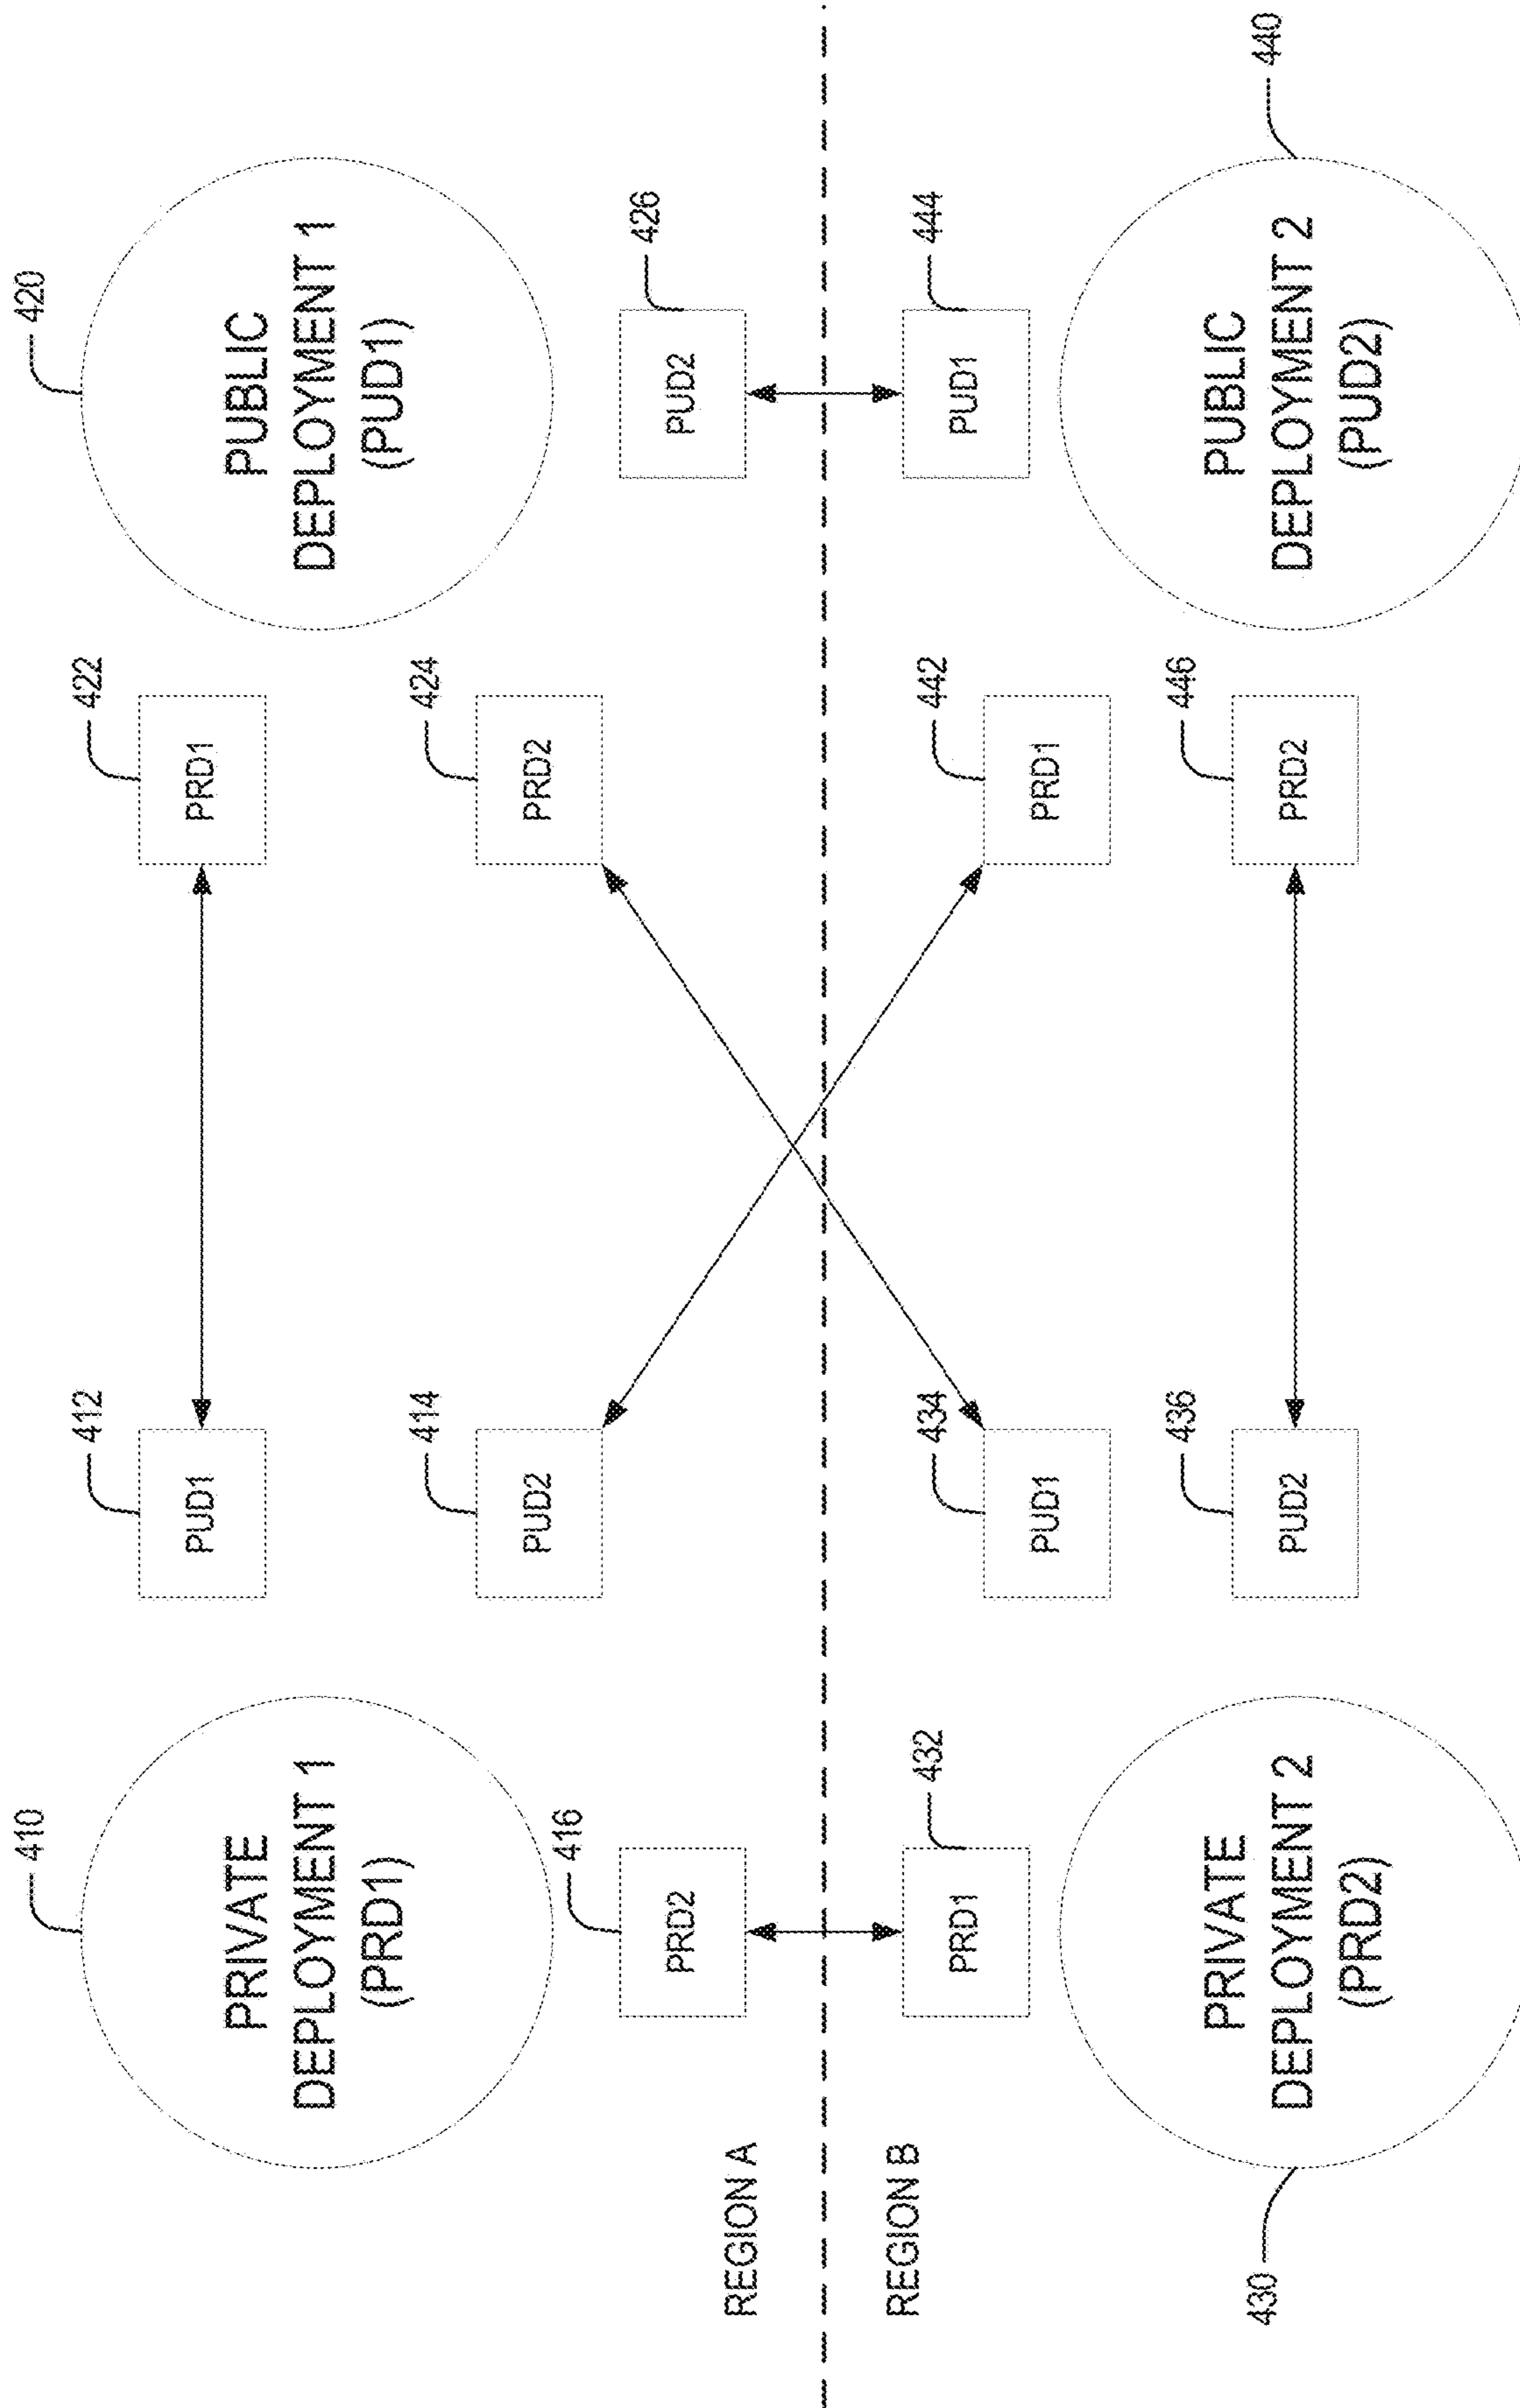 410
PRIVATE
DEPLOYMENT 1
(PRD1)
412
PUD1
422
PRD1
420
PUBLIC
DEPLOYMENT 1
(PUD1)
414
PUD2
424
PRD2
416
PRD2
426
PUD2
REGION A
REGION B
432
PRD1
434
PUD1
442
PRD1
444
PUD1
436
PUD2
446
PRD2
430
PRIVATE
DEPLOYMENT 2
(PRD2)
PUBLIC
DEPLOYMENT 2
(PUD2)
440